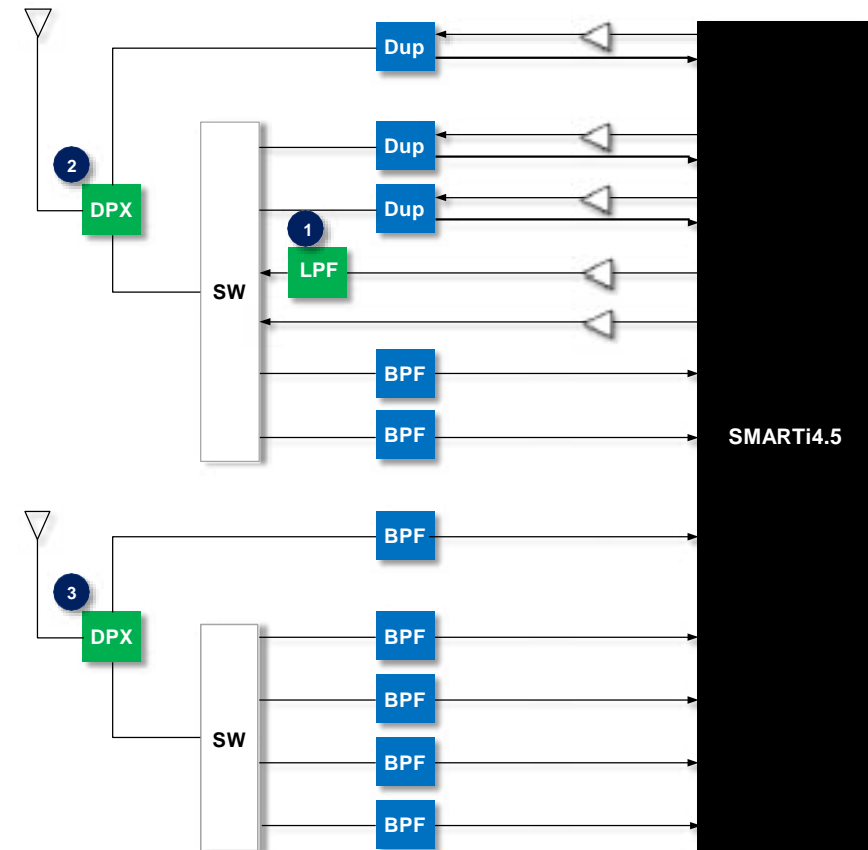 Dup
Dup
2
DPX
Dup
1
LPF
SW
BPF
BPF
SMARTi4.5
BPF
3
DPX
BPF
BPF
SW
BPF
BPF